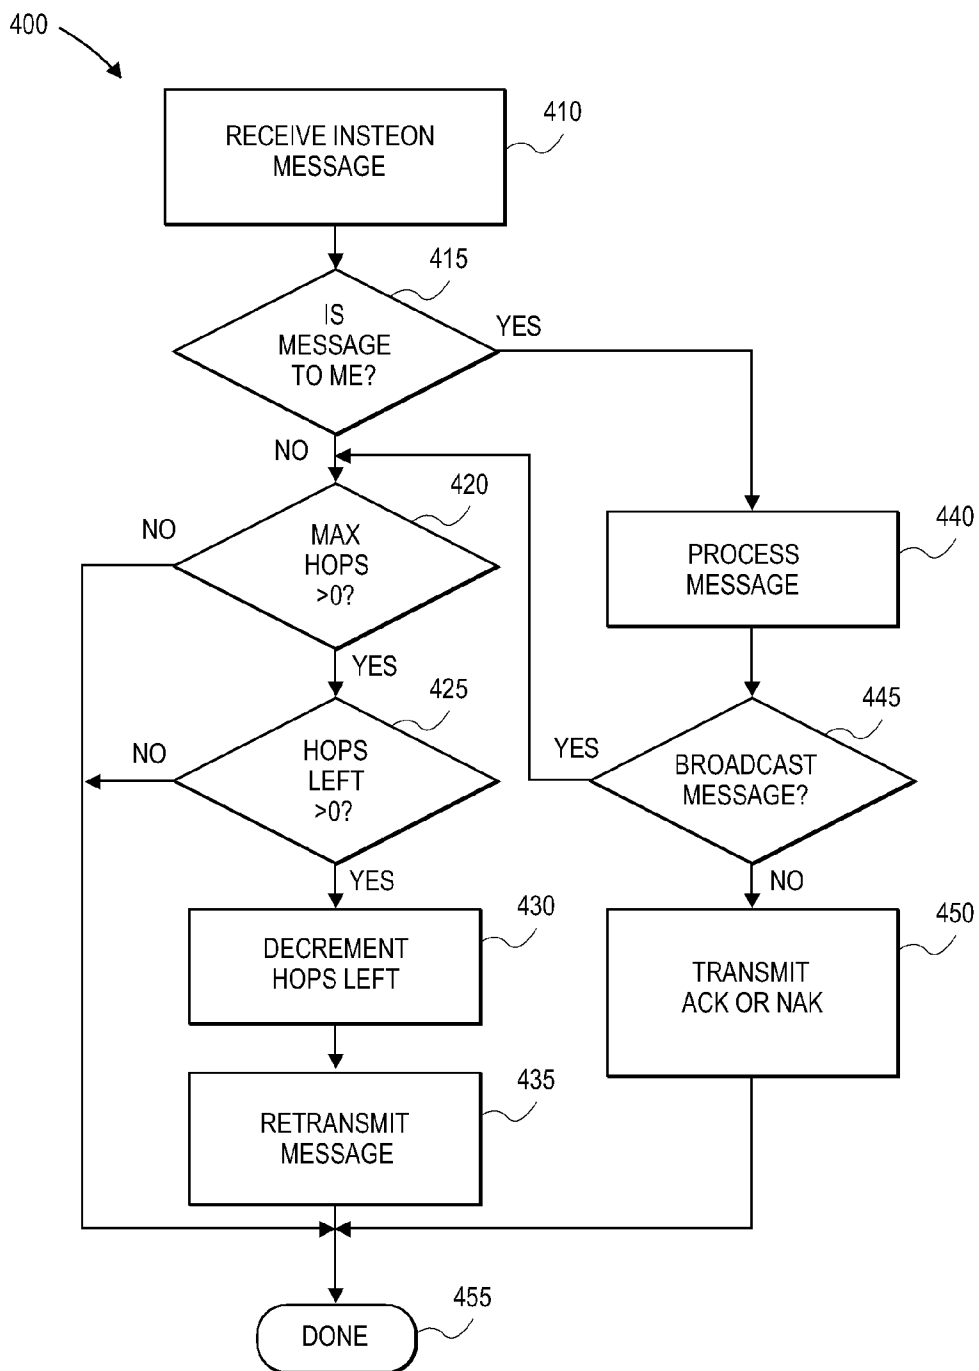 400
RECEIVE INSTEON
MESSAGE
410
415
IS
MESSAGE
TO ME?
YES
NO
420
NO
MAX
HOPS
>0?
440
PROCESS
MESSAGE
YES
425
NO
HOPS
LEFT
>0?
445
YES
BROADCAST
MESSAGE?
YES
NO
430
DECREMENT
HOPS LEFT
450
TRANSMIT
ACK OR NAK
435
RETRANSMIT
MESSAGE
455
DONE